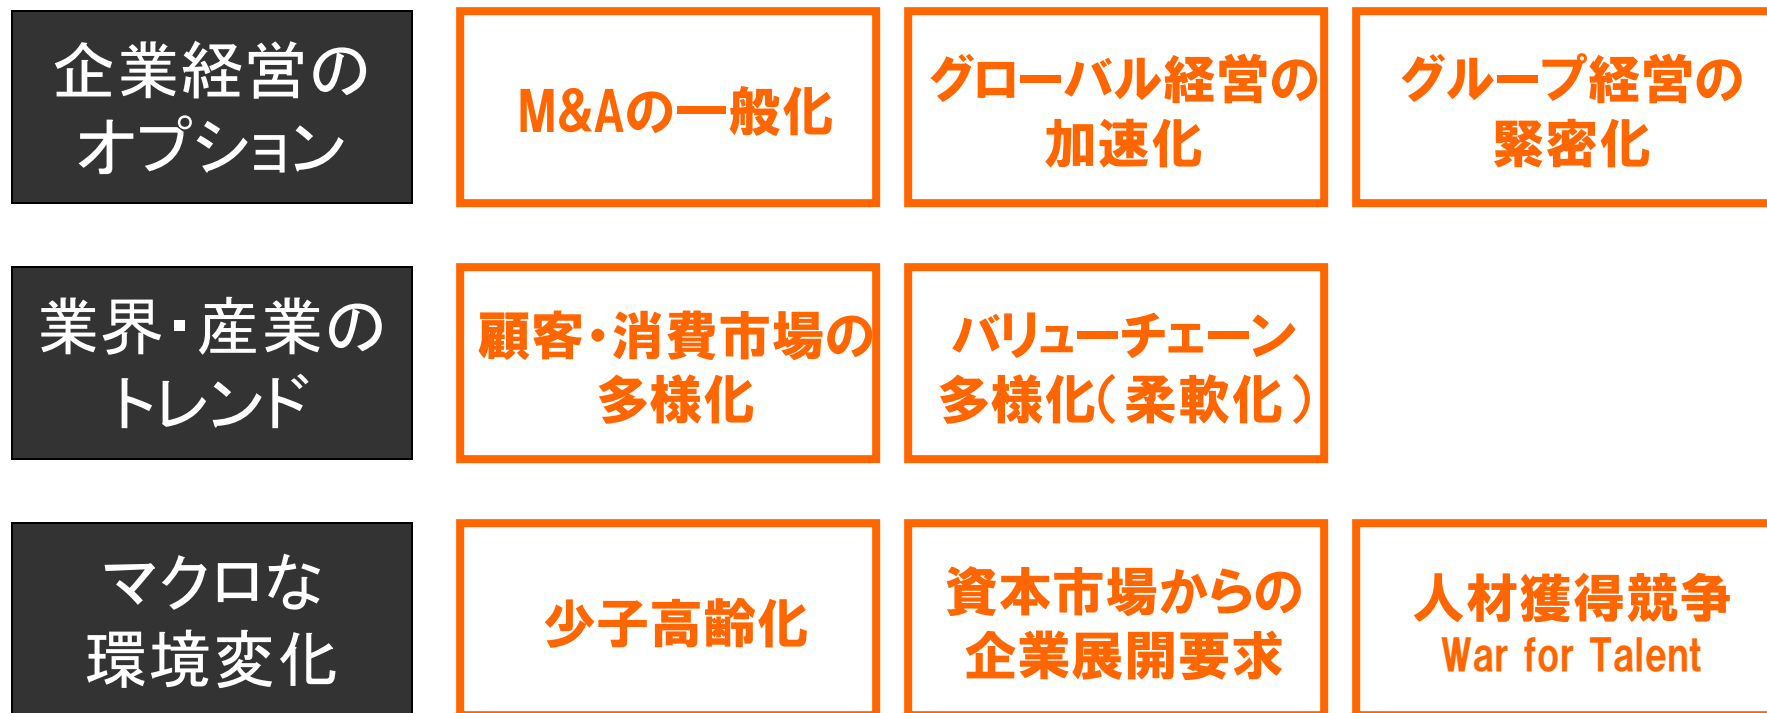 企業経営の
オプション
M&Aの一般化
グローバル経営の
加速化
グループ経営の
緊密化
業界・産業の
トレンド
顧客・消費市場の
多様化
バリューチェーン
多様化(柔軟化)
マクロな
環境変化
少子高齢化
資本市場からの
企業展開要求
人材獲得競争
War for Talent